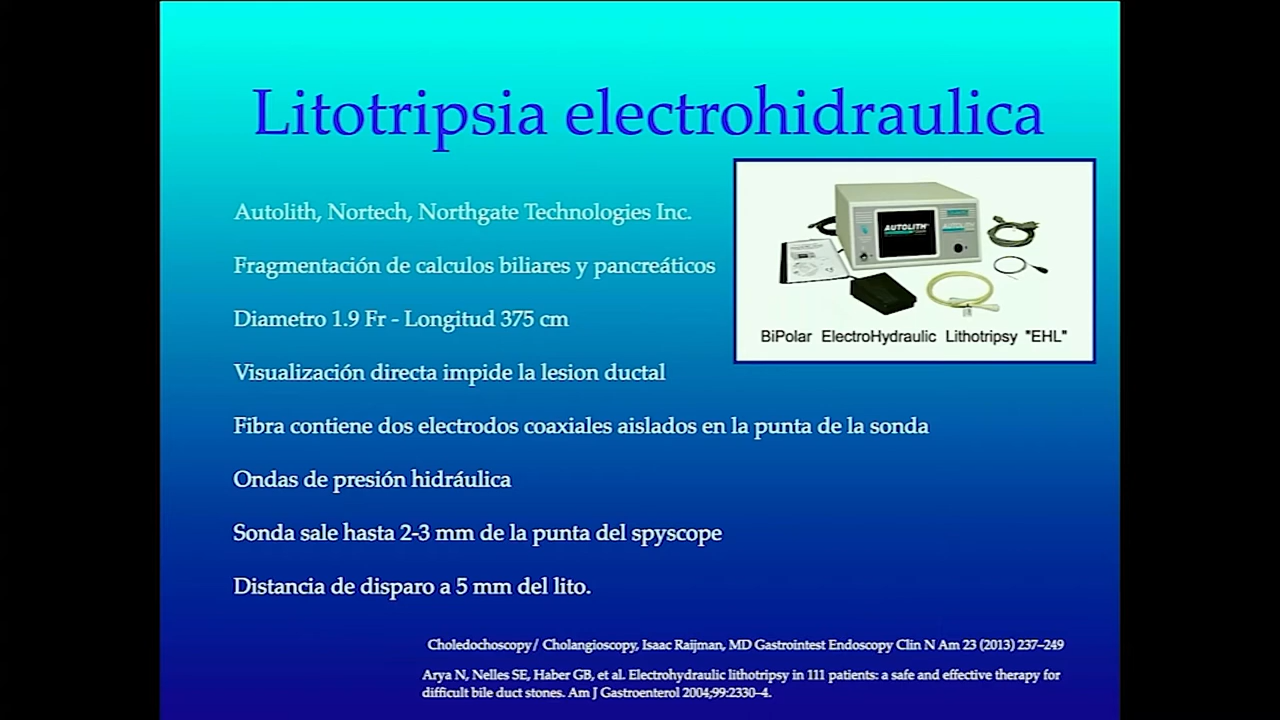 Litotripsia electrohidraulica
Autolith, Nortech, Northgate Technologies Inc.
Fragmentación de calculos biliares y pancreáticos
Diametro 1.9 Fr - Longitud 375 cm
Visualización directa impide la lesion ductal
Fibra contiene dos electrodos coaxiales aislados en la punta de la sonda
Ondas de presión hidráulica
Sonda sale hasta 2-3 mm de la punta del spyscope
Distancia de disparo a 5 mm del lito.
AUTOLITH
AUTOLITH
BiPolar ElectroHydraulic Lithotripsy "EHL"
Choledochoscopy/ Cholangioscopy, Isaac Raijman, MD Gastrointest Endoscopy Clin N Am 23 (2013) 237–249
Arya N, Nelles SE, Haber GB, et al. Electrohydraulic lithotripsy in 111 patients: a safe and effective therapy for
difficult bile duct stones. Am J Gastroenterol 2004;99:2330–4.